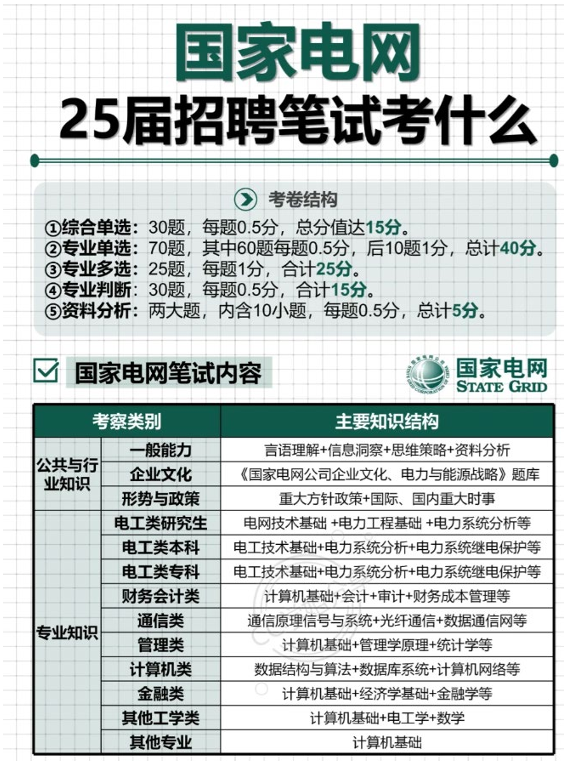 国家电网
25届招聘笔试考什么
考卷结构
①综合单选：30题，每题0.5分，总分值达15分。
②专业单选：70题，其中60题每题0.5分，后10题1分，总计40分。
③专业多选：25题，每题1分，合计25分。
④专业判断：30题，每题0.5分，合计15分。
⑤资料分析：两大题，内含10小题，每题0.5分，总计5分。
国家电网笔试内容
国家电网
STATE GRID
考察类别 主要知识结构
公共与行业知识
一般能力 言语理解+信息洞察+思维策略+资料分析
企业文化 《国家电网公司企业文化、电力与能源战略》题库
形势与政策 重大方针政策+国际、国内重大时事
专业知识
电工类研究生 电网技术基础 +电力工程基础 +电力系统分析等
电工类本科 电工技术基础+电力系统分析+电力系统继电保护等
电工类专科 电工技术基础+电力系统分析+电力系统继电保护等
财务会计类 计算机基础+会计+审计+财务成本管理等
通信类 通信原理信号与系统+光纤通信+数据通信网等
管理类 计算机基础+管理学原理+统计学等
计算机类 数据结构与算法+数据库系统+计算机网络等
金融类 计算机基础+经济学基础+金融学等
其他工学类 计算机基础+电工学+数学
其他专业 计算机基础